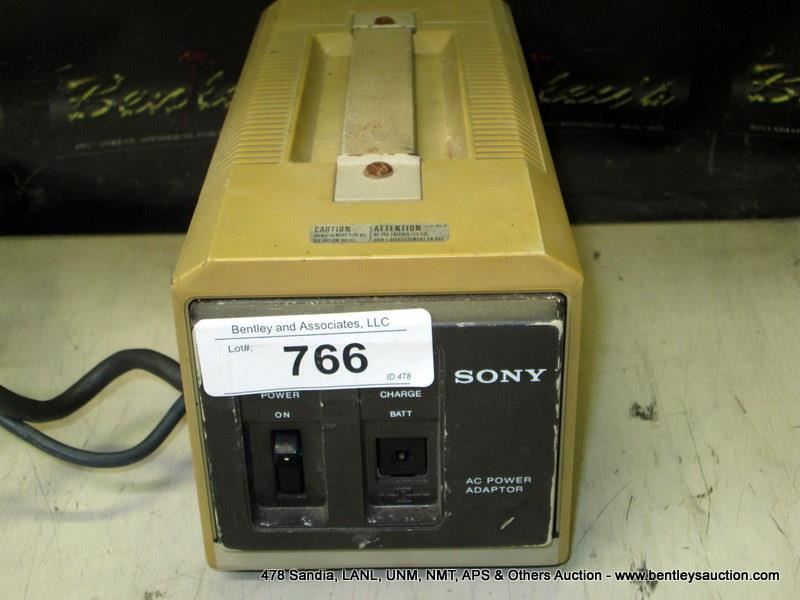 CAUTION
ATTENTION
Bentley and Associates, LLC
Lot#:
766
ID:478
SONY
POWER
CHARGE
ON
BATT
AC POWER
ADAPTOR
478 Sandia, LANL, UNM, NMT, APS & Others Auction - www.bentleysauction.com